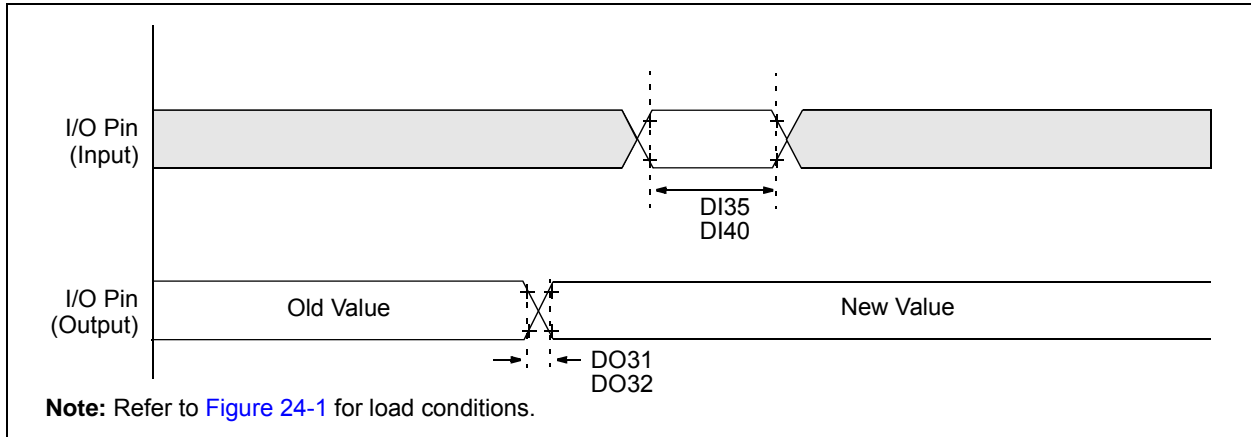 I/O Pin
(Input)
DI35
DI40
I/O Pin
(Output)
Old Value
New Value
DO31
DO32
Note: Refer to Figure 24-1 for load conditions.